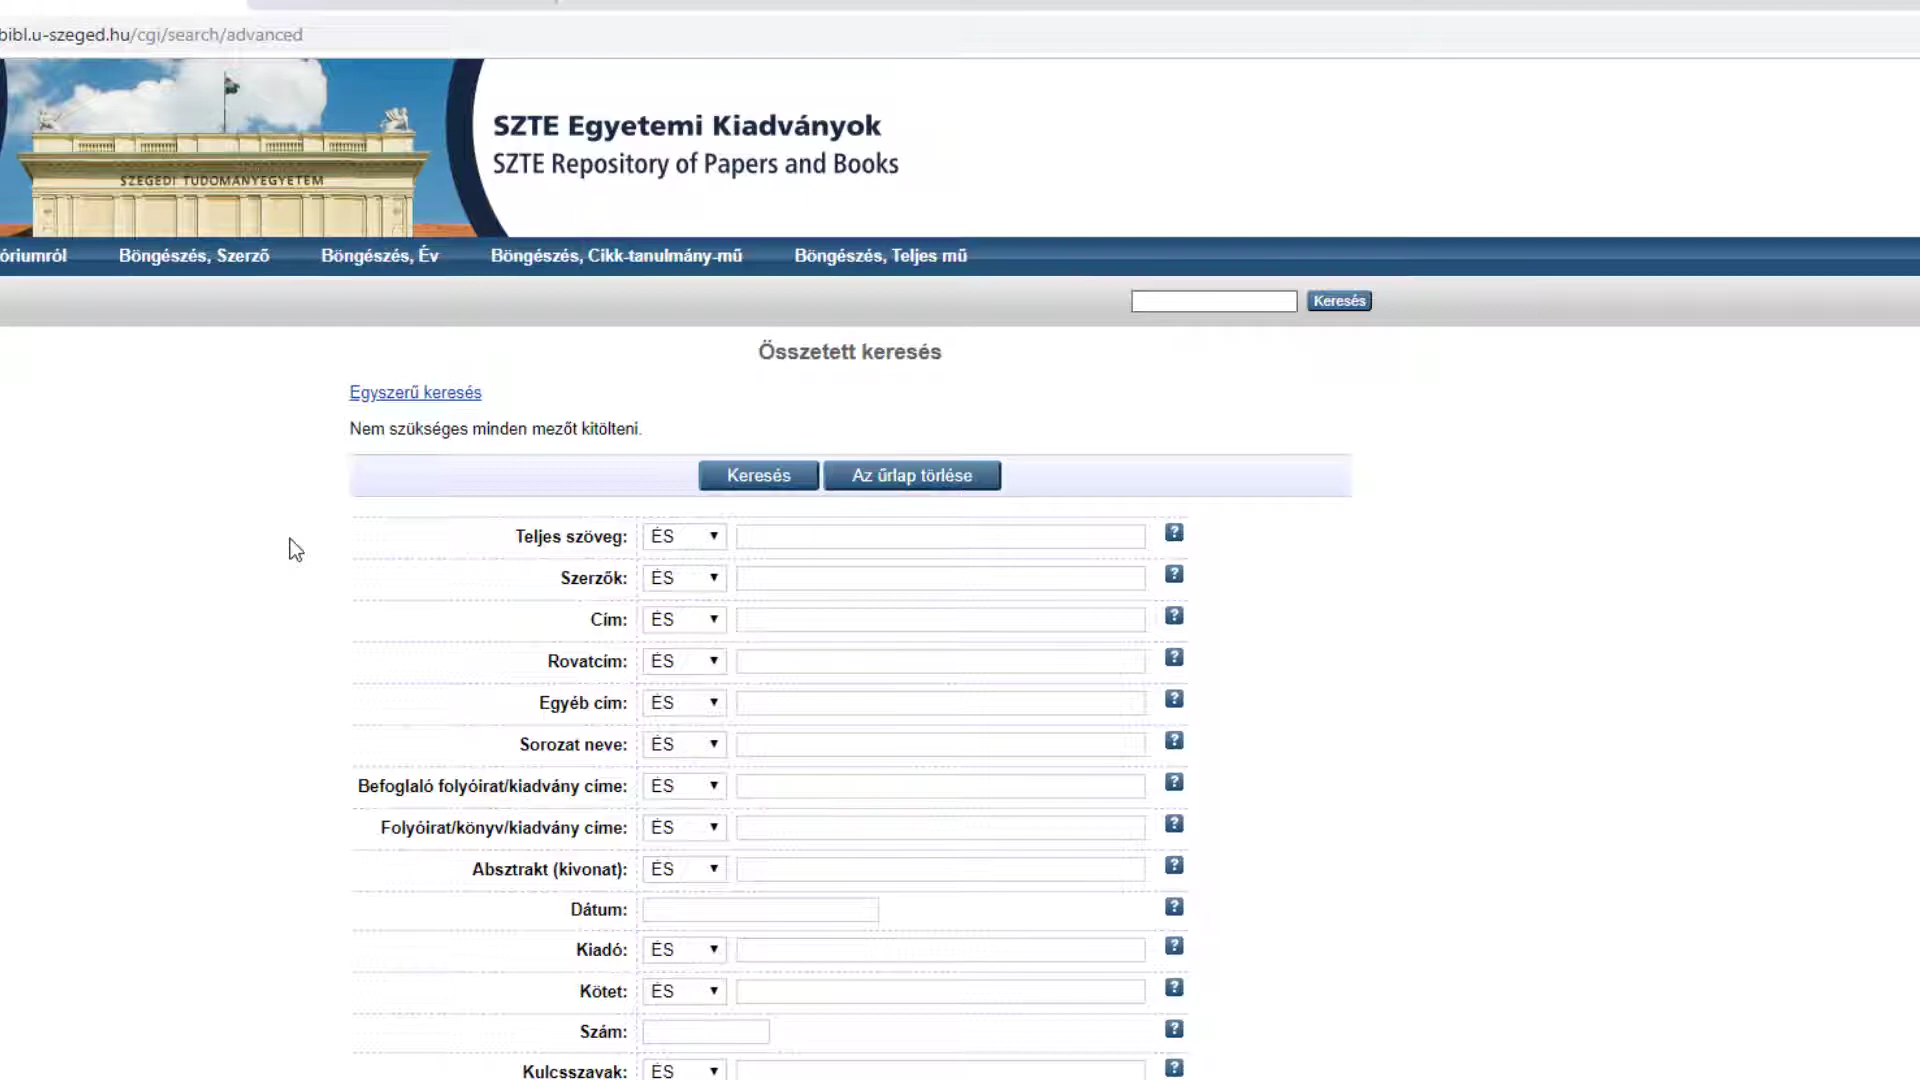 bibl.u-szeged.hu/cgi/search/advanced
SZEGEDI TUDOMÁNYEGYETEM
SZTE Egyetemi Kiadványok
SZTE Repository of Papers and Books
óriumról Böngészés, Szerző Böngészés, Év Böngészés, Cikk-tanulmány-mű Böngészés, Teljes mű
Keresés
Összetett keresés
Egyszerű keresés
Nem szükséges minden mezőt kitölteni.
Keresés Az űrlap törlése
Teljes szöveg: ÉS ?
Szerzők: ÉS ?
Cím: ÉS ?
Rovatcím: ÉS ?
Egyéb cím: ÉS ?
Sorozat neve: ÉS ?
Befoglaló folyóirat/kiadvány címe: ÉS ?
Folyóirat/könyv/kiadvány címe: ÉS ?
Absztrakt (kivonat): ÉS ?
Dátum: ?
Kiadó: ÉS ?
Kötet: ÉS ?
Szám: ?
Kulcsszavak: ÉS ?